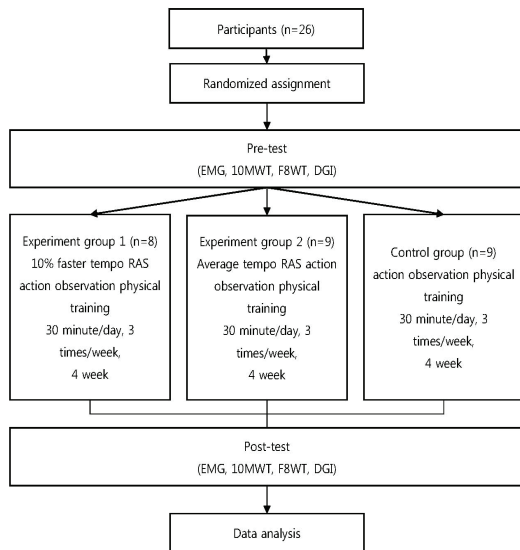 Participants (n=26)
Randomized assignment
Pre-test
(EMG, 10MWT, F8WT, DGI)
Experiment group 1 (n=8)
10% faster tempo RAS
action observation physical
training
30 minute/day, 3
times/week,
4 week
Experiment group 2 (n=9)
Average tempo RAS action
observation physical
training
30 minute/day, 3
times/week,
4 week
Control group (n=9)
action observation physical
training
30 minute/day, 3
times/week,
4 week
Post-test
(EMG, 10MWT, F8WT, DGI)
Data analysis